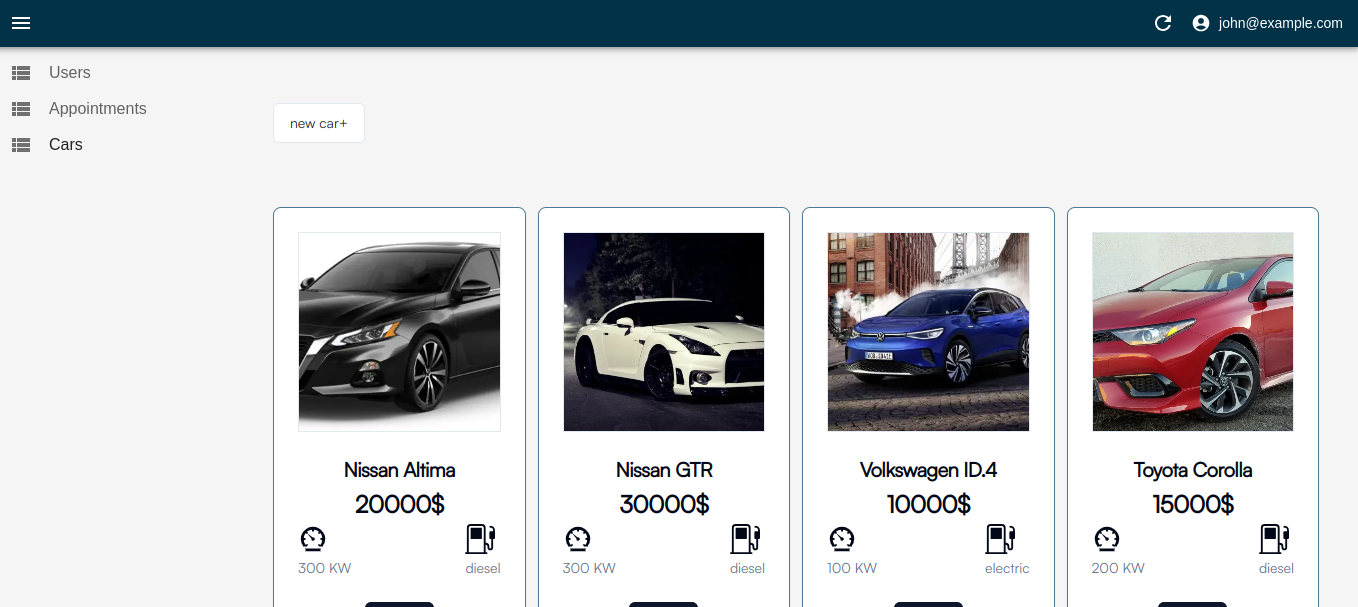 john@example.com
Users
Appointments
Cars
new car+
Nissan Altima
20000$
300 KW
diesel
Nissan GTR
30000$
300 KW
diesel
Volkswagen ID.4
10000$
100 KW
electric
Toyota Corolla
15000$
200 KW
diesel